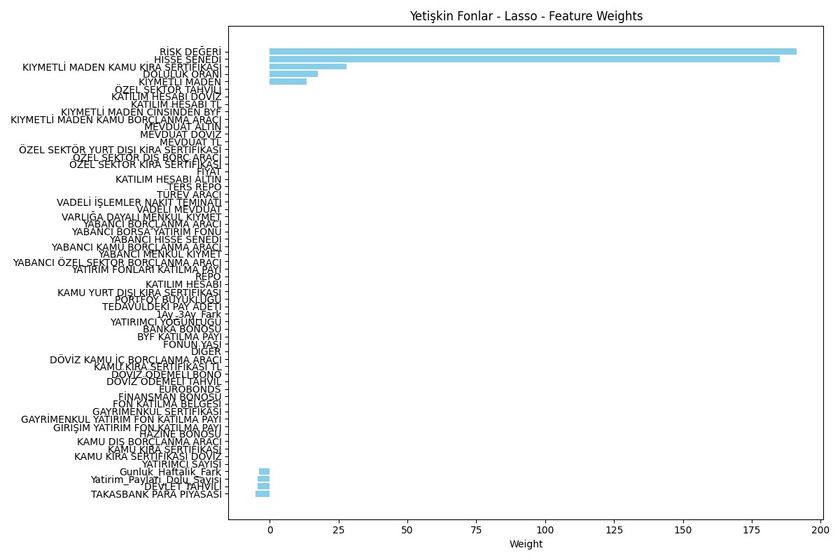 Yetişkin Fonlar - Lasso - Feature Weights
RİSK DEĞERİ
HİSSE SENEDİ
KIYMETLİ MADEN KAMU KİRA SERTİFİKASI
DOLULUK ORANI
KIYMETLİ MADEN
ÖZEL SEKTÖR TAHVİLİ
KATILIM HESABI DÖVİZ
KATILIM HESABI TL
KIYMETLİ MADEN CİNSİNDEN BYF
KIYMETLİ MADEN KAMU BORÇLANMA ARACI
MEVDUAT ALTIN
MEVDUAT DÖVİZ
MEVDUAT TL
ÖZEL SEKTÖR YURT DIŞI KİRA SERTİFİKASI
ÖZEL SEKTÖR DIŞ BORÇ ARACI
ÖZEL SEKTÖR KİRA SERTİFİKASI
FİYAT
KATILIM HESABI ALTIN
TERS REPO
TÜREV ARACI
VADELİ İŞLEMLER NAKİT TEMİNATI
VADELİ MEVDUAT
VARLIĞA DAYALI MENKUL KIYMET
YABANCI BORÇLANMA ARACI
YABANCI BORSA YATIRIM FONU
YABANCI HİSSE SENEDİ
YABANCI KAMU BORÇLANMA ARACI
YABANCI MENKUL KIYMET
YABANCI ÖZEL SEKTÖR BORÇLANMA ARACI
YATIRIM FONLARI KATILMA PAYI
REPO
KATILIM HESABI
KAMU YURT DIŞI KİRA SERTİFİKASI
PORTFÖY BÜYÜKLÜĞÜ
TEDAVÜLDEKİ PAY ADETİ
1Ay_3Ay_Fark
YATIRIMCI YOĞUNLUĞU
BANKA BONOSU
BYF KATILMA PAYI
FONUN YAŞI
DİĞER
DÖVİZ KAMU İÇ BORÇLANMA ARACI
KAMU KİRA SERTİFİKASI TL
DÖVİZ ÖDEMELİ BONO
DÖVİZ ÖDEMELİ TAHVİL
EUROBONDS
FİNANSMAN BONOSU
FON KATILMA BELGESİ
GAYRİMENKUL SERTİFİKASI
GAYRİMENKUL YATIRIM FON KATILMA PAYI
GİRİŞİM YATIRIM FON KATILMA PAYI
HAZİNE BONOSU
KAMU DIŞ BORÇLANMA ARACI
KAMU KİRA SERTİFİKASI
KAMU KİRA SERTİFİKASI DÖVİZ
YATIRIMCI SAYISI
Gunluk_Haftalik_Fark
Yatirim_Paylari_Dolu_Sayisi
DEVLET TAHVİLİ
TAKASBANK PARA PİYASASI
0 25 50 75 100 125 150 175 200
Weight